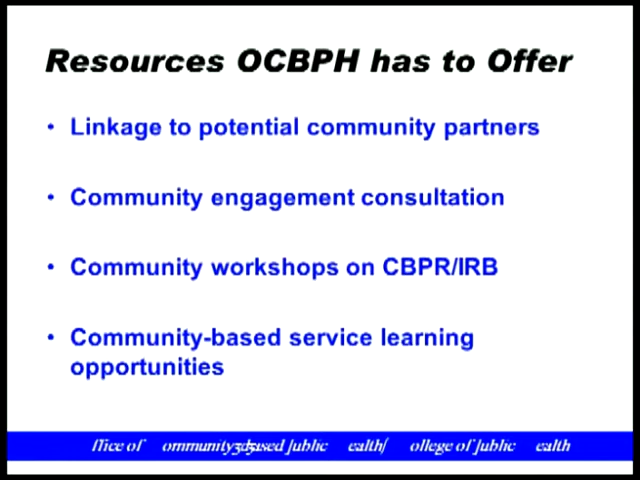 Resources OCBPH has to Offer
• Linkage to potential community partners
• Community engagement consultation
• Community workshops on CBPR/IRB
• Community-based service learning
opportunities
ffice of ommunity ased ublic ealth/ ollege of ublic ealth